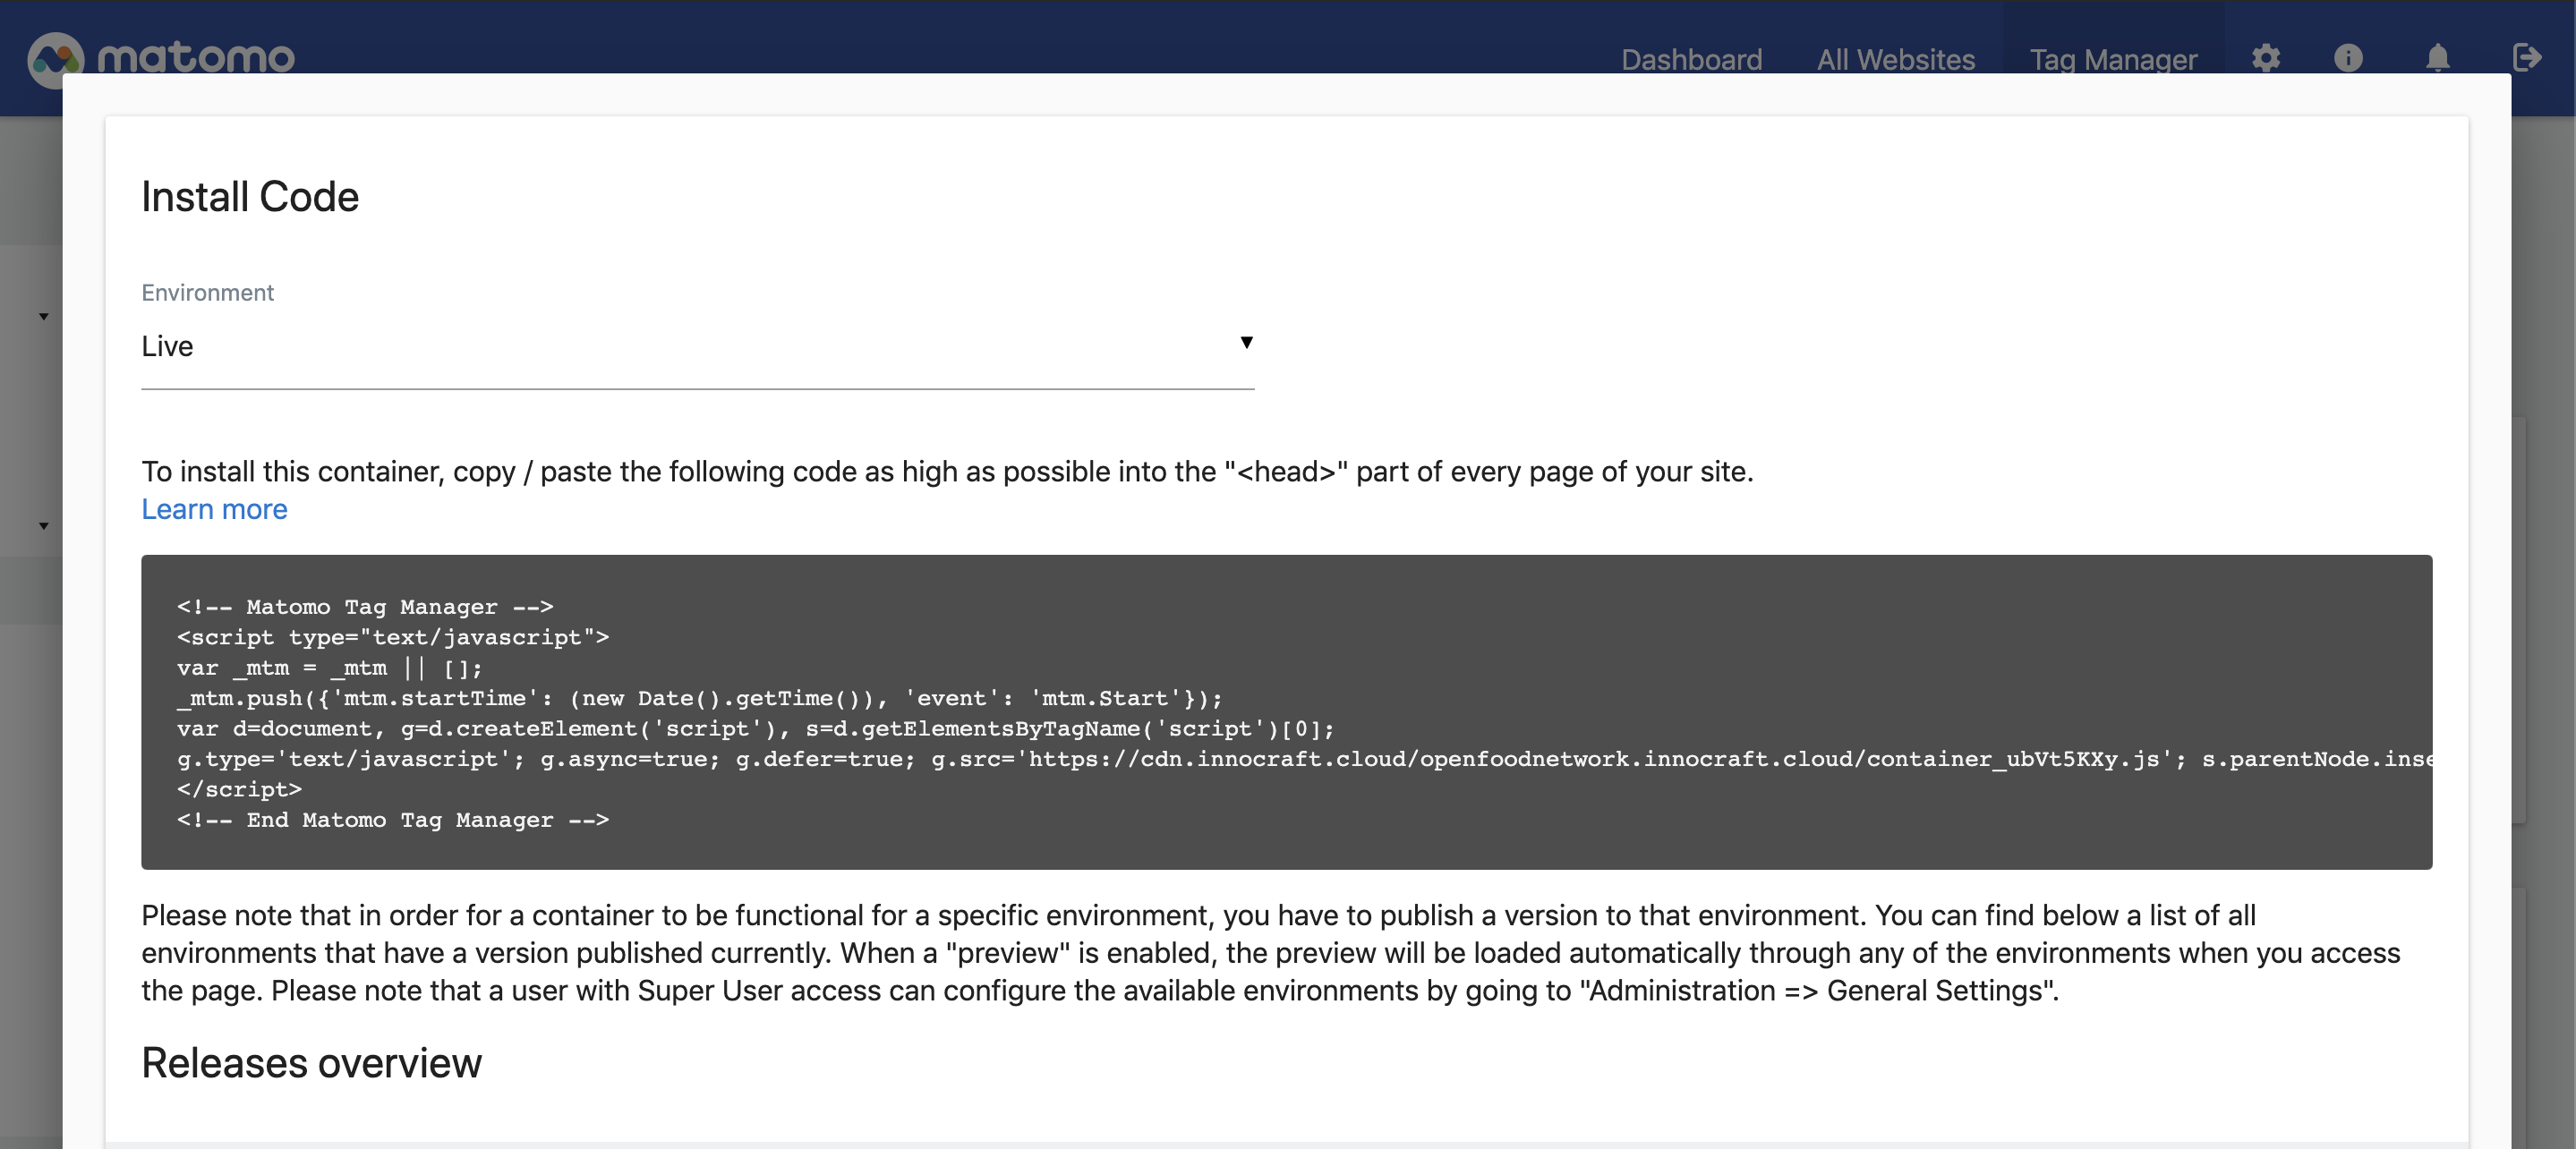 matomo
Dashboard
All Websites
Tag Manager
Install Code
Environment
Live
To install this container, copy / paste the following code as high as possible into the "<head>" part of every page of your site.
Learn more
<!-- Matomo Tag Manager -->
<script type="text/javascript">
var _mtm = _mtm || [];
_mtm.push({'mtm.startTime': (new Date().getTime()), 'event': 'mtm.Start'});
var d=document, g=d.createElement('script'), s=d.getElementsByTagName('script')[0];
g.type='text/javascript'; g.async=true; g.defer=true; g.src='https://cdn.innocraft.cloud/openfoodnetwork.innocraft.cloud/container_ubVt5KXy.js'; s.parentNode.inse
</script>
<!-- End Matomo Tag Manager -->
Please note that in order for a container to be functional for a specific environment, you have to publish a version to that environment. You can find below a list of all
environments that have a version published currently. When a "preview" is enabled, the preview will be loaded automatically through any of the environments when you access
the page. Please note that a user with Super User access can configure the available environments by going to "Administration => General Settings".
Releases overview